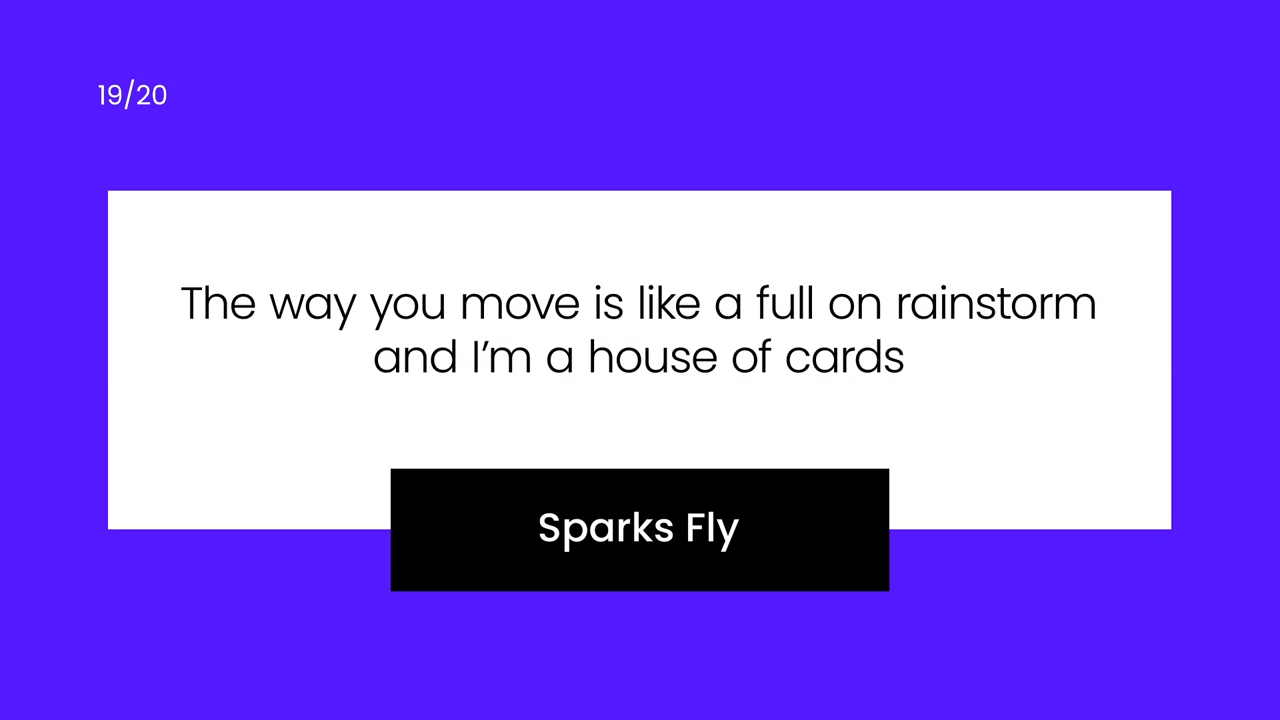 19/20
The way you move is like a full on rainstorm
and I’m a house of cards
Sparks Fly